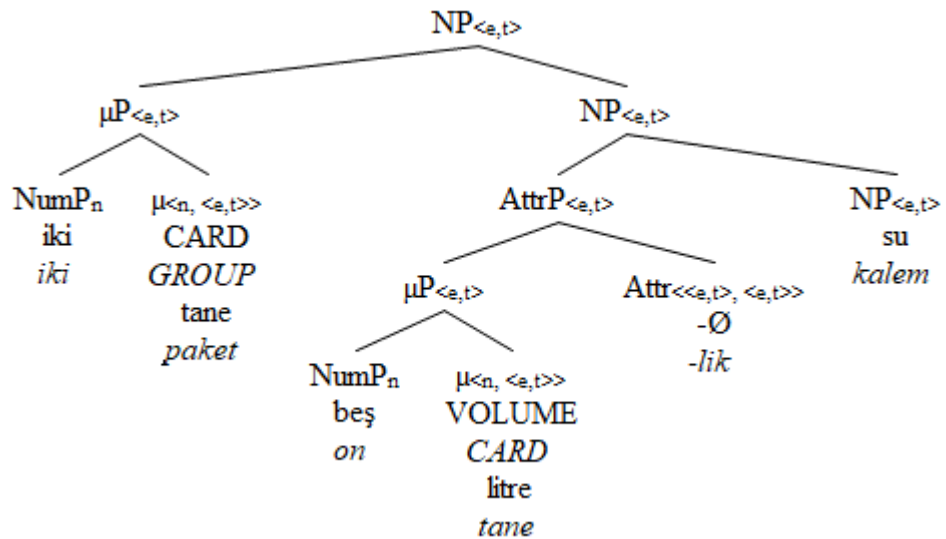 NP<e,t>
μP<e,t> NP<e,t>
NumPn μ<n, <e,t>> AttrP<e,t> NP<e,t>
iki CARD su
iki GROUP kalem
tane μP<e,t> Attr<<e,t>, <e,t>>
paket -Ø
-lik
NumPn μ<n, <e,t>>
beş VOLUME
on CARD
litre
tane